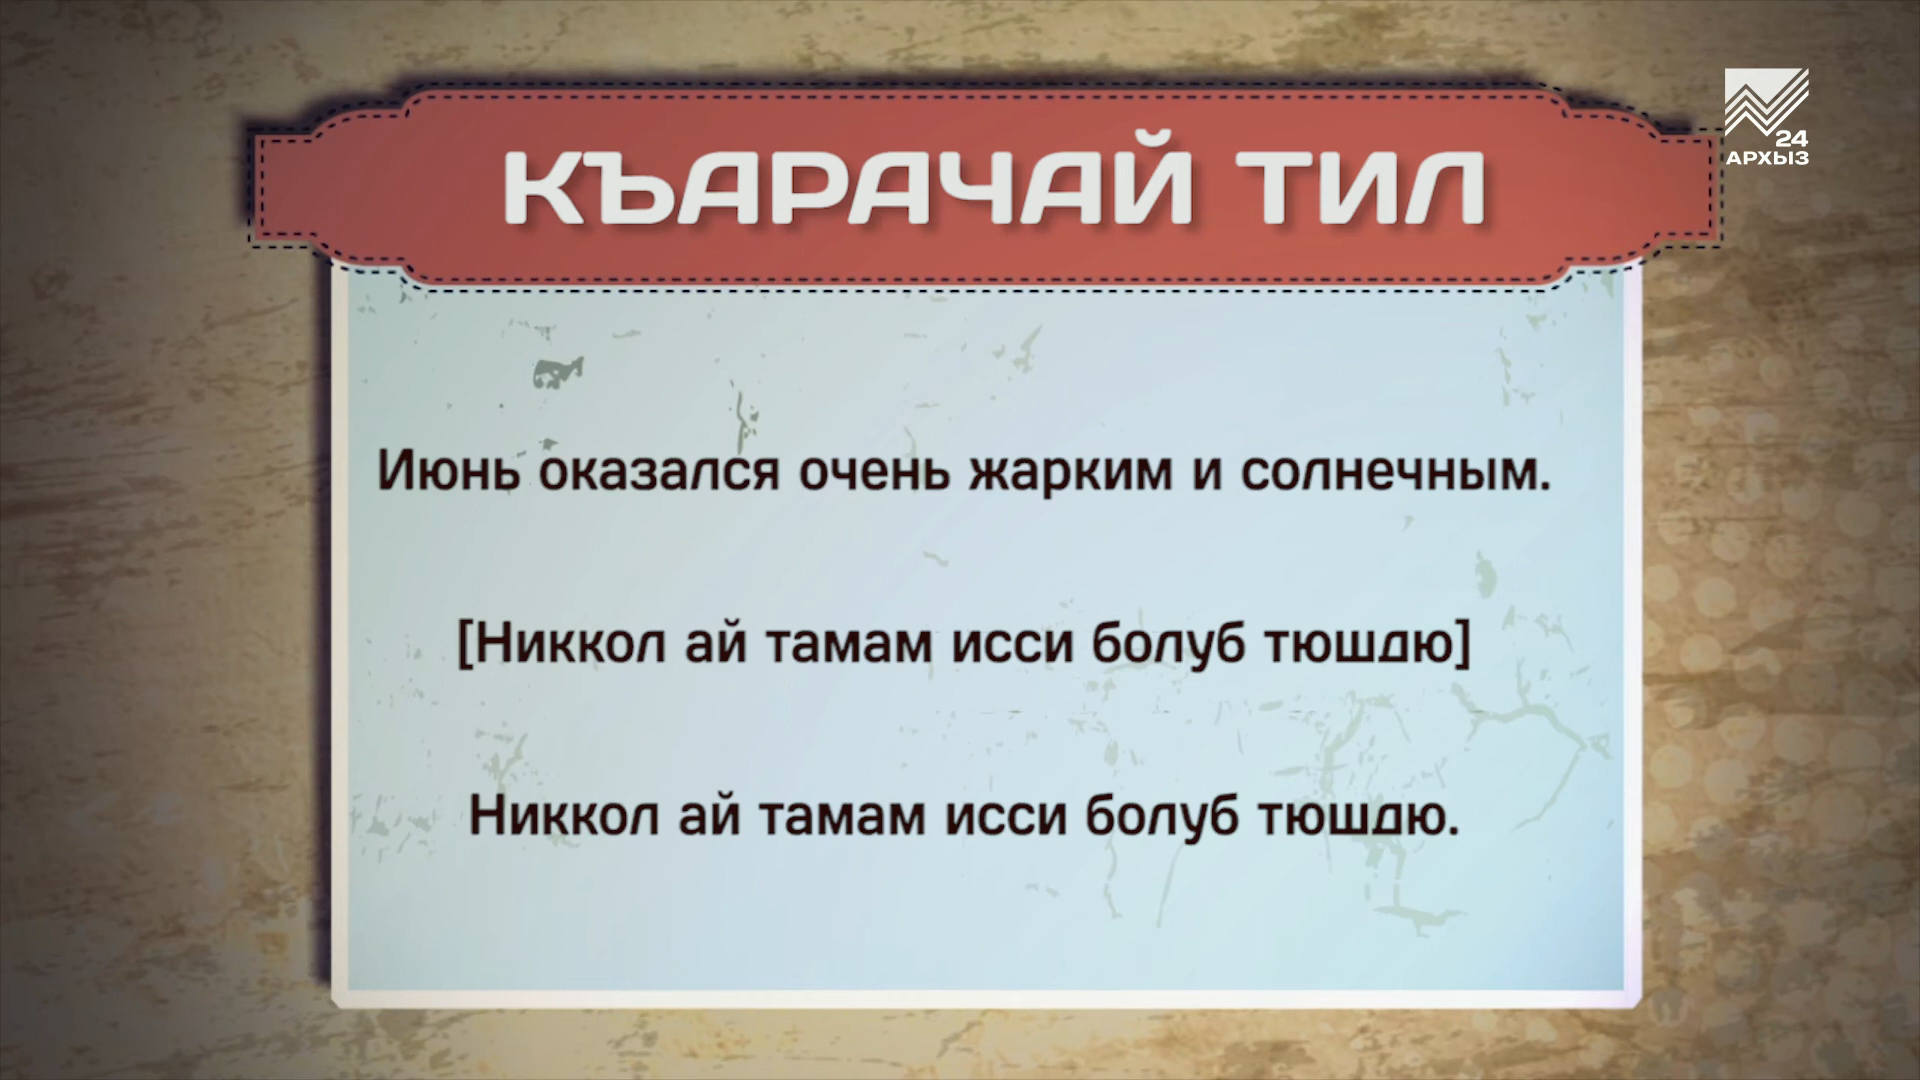 24
АРХЫЗ
КЪАРАЧАЙ ТИЛ
Июнь оказался очень жарким и солнечным.
[Никкол ай тамам исси болуб тюшдю]
Никкол ай тамам исси болуб тюшдю.